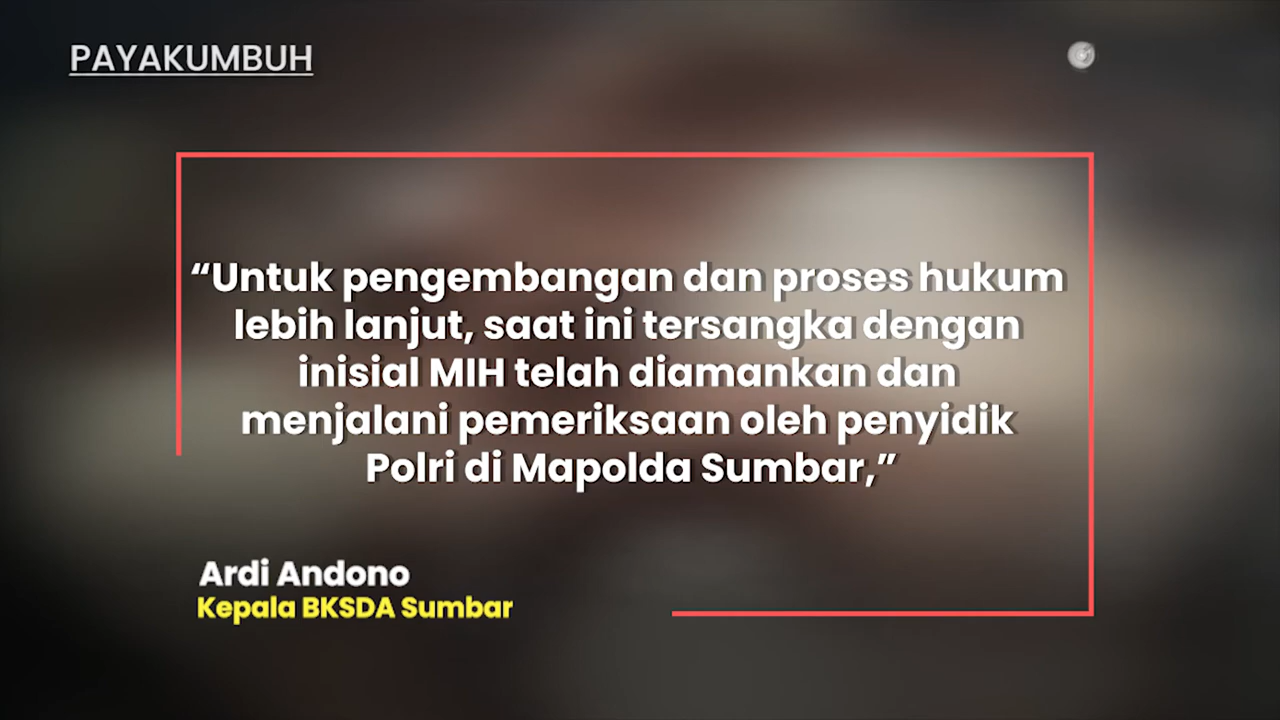 PAYAKUMBUH
“Untuk pengembangan dan proses hukum
lebih lanjut, saat ini tersangka dengan
inisial MIH telah diamankan dan
menjalani pemeriksaan oleh penyidik
Polri di Mapolda Sumbar,”
Ardi Andono
Kepala BKSDA Sumbar